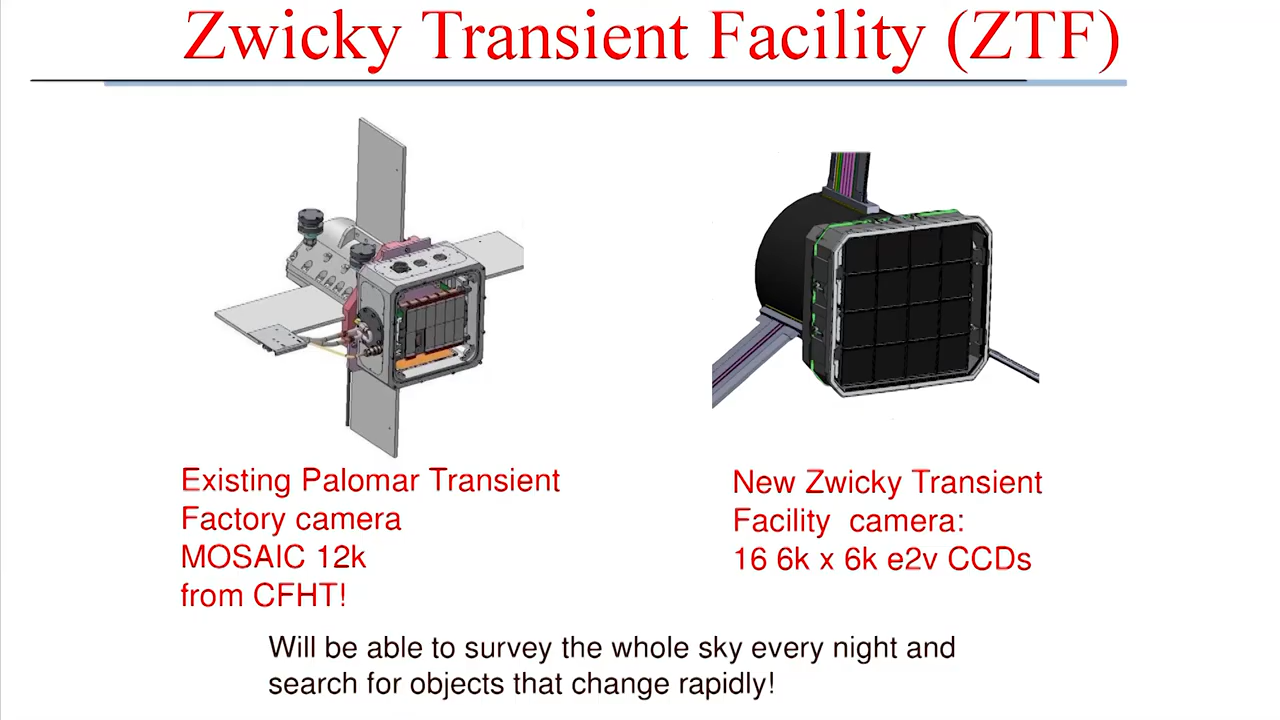 Zwicky Transient Facility (ZTF)
Existing Palomar Transient
Factory camera
MOSAIC 12k
from CFHT!
New Zwicky Transient
Facility camera:
16 6k x 6k e2v CCDs
Will be able to survey the whole sky every night and
search for objects that change rapidly!